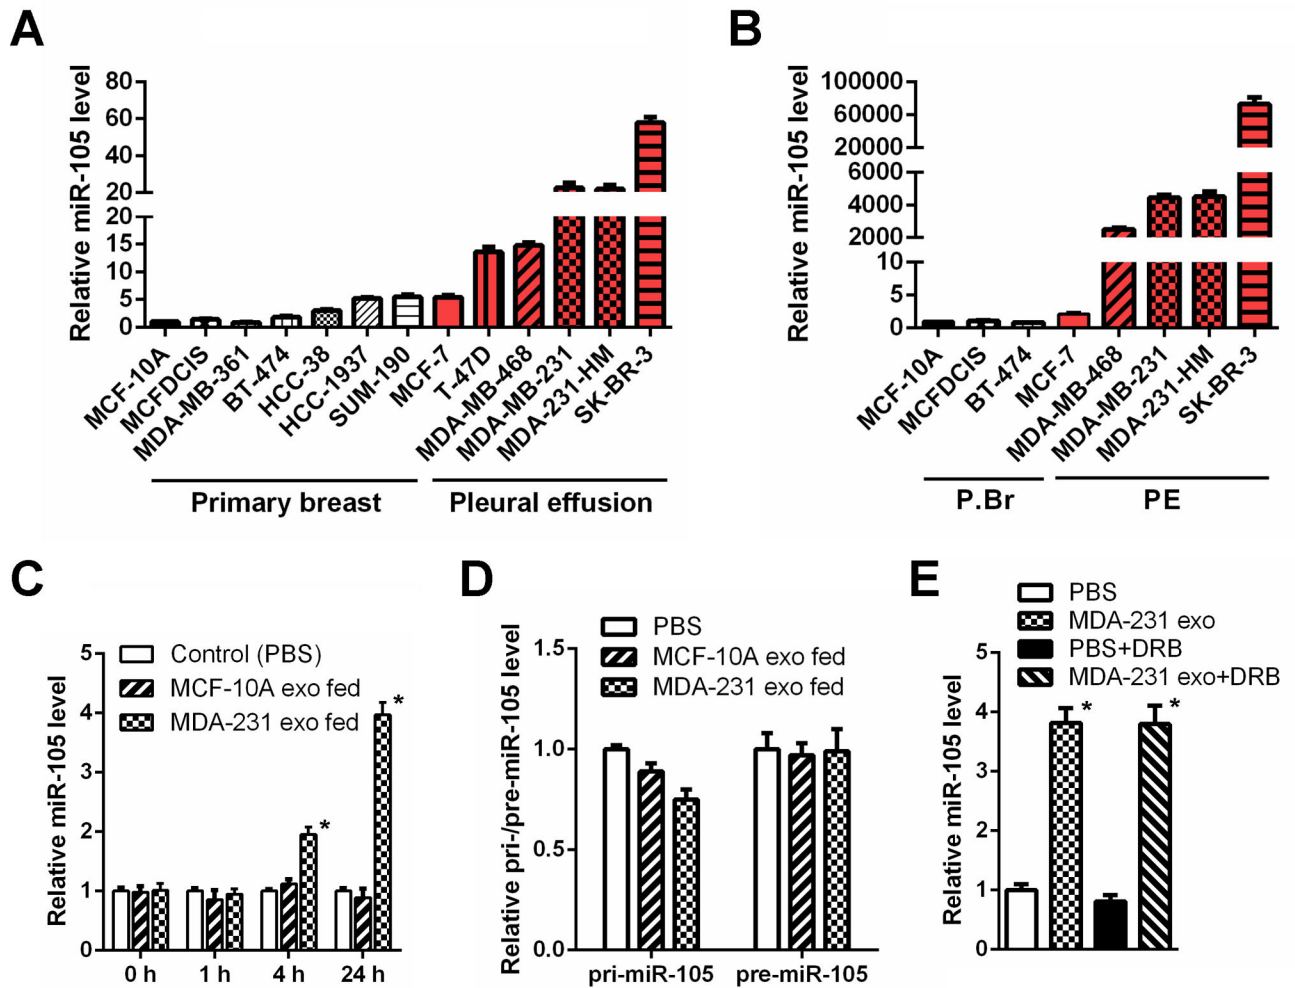 A
Relative miR-105 level
80
60
40
20
20
15
10
5
0
MCF-10A
MCFDCIS
MDA-MB-361
BT-474
HCC-38
HCC-1937
SUM-190
MCF-7
T-47D
MDA-MB-468
MDA-MB-231
MDA-231-HM
SK-BR-3
Primary breast
Pleural effusion
B
Relative miR-105 level
100000
60000
20000
6000
4000
2000
10
5
0
MCF-10A
MCFDCIS
BT-474
MCF-7
MDA-MB-468
MDA-MB-231
MDA-231-HM
SK-BR-3
P.Br
PE
C
Control (PBS)
MCF-10A exo fed
MDA-231 exo fed
Relative miR-105 level
5
4
3
2
1
0
*
*
0 h
1 h
4 h
24 h
D
PBS
MCF-10A exo fed
MDA-231 exo fed
Relative pri-/pre-miR-105 level
1.5
1.0
0.5
0.0
pri-miR-105
pre-miR-105
E
PBS
MDA-231 exo
PBS+DRB
MDA-231 exo+DRB
Relative miR-105 level
5
4
3
2
1
0
*
*